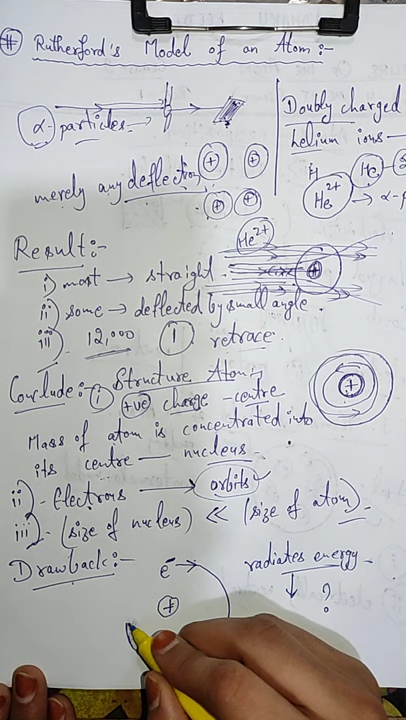 # Rutherford's Model of an Atom :-
α-particles
Doubly charged
helium ions
merely any deflection
He
He²⁺ → α-p
He²⁺
Result :-
i) most → straight.
ii) some → deflected by small angle.
iii) 12,000 1 retrace.
Conclude :- Structure Atom :-
i) +ve charge - centre
Mass of atom is concentrated into
its centre — nucleus.
ii) - Electrons → orbits
iii) - (size of nucleus) << (size of atom).
Drawback :- e⁻ → radiates energy
+ ?